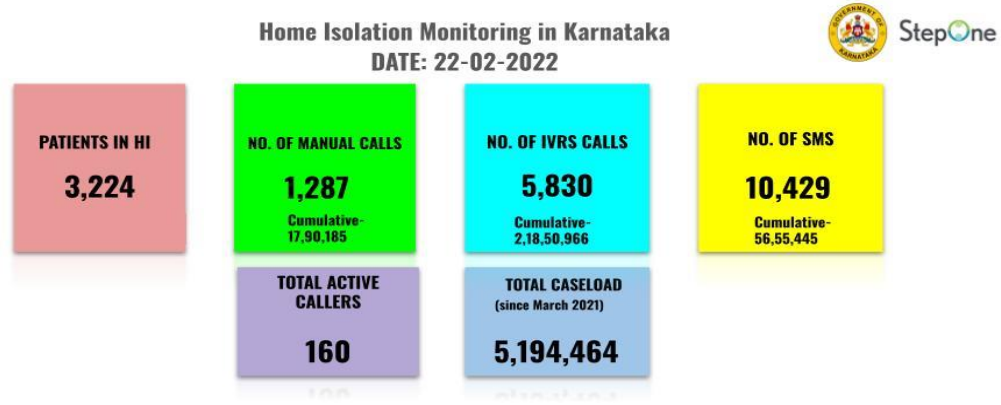 Home Isolation Monitoring in Karnataka
DATE: 22-02-2022
GOVERNMENT OF
KARNATAKA
StepOne
PATIENTS IN HI
3,224
NO. OF MANUAL CALLS
1,287
Cumulative-
17,90,185
NO. OF IVRS CALLS
5,830
Cumulative-
2,18,50,966
NO. OF SMS
10,429
Cumulative-
56,55,445
TOTAL ACTIVE
CALLERS
160
TOTAL CASELOAD
(since March 2021)
5,194,464